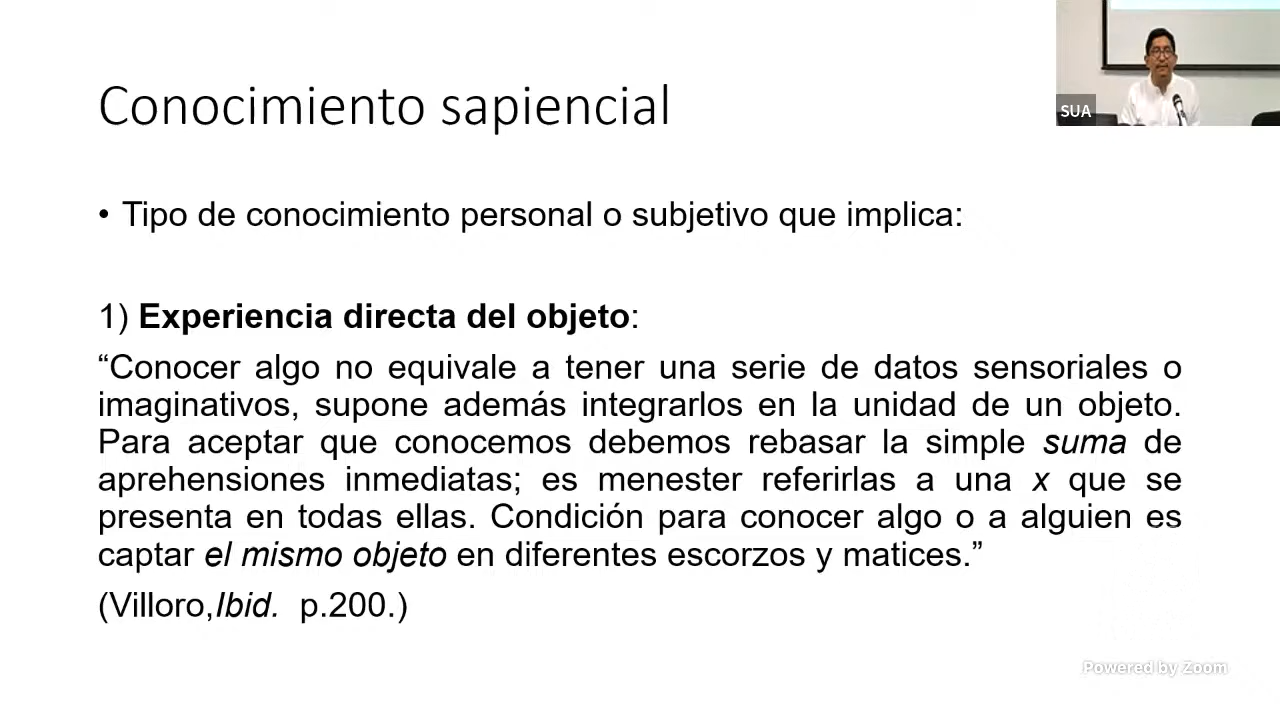 SUA
Conocimiento sapiencial
• Tipo de conocimiento personal o subjetivo que implica:
1) Experiencia directa del objeto:
“Conocer algo no equivale a tener una serie de datos sensoriales o
imaginativos, supone además integrarlos en la unidad de un objeto.
Para aceptar que conocemos debemos rebasar la simple suma de
aprehensiones inmediatas; es menester referirlas a una x que se
presenta en todas ellas. Condición para conocer algo o a alguien es
captar el mismo objeto en diferentes escorzos y matices.”
(Villoro,Ibid.  p.200.)
Powered by Zoom